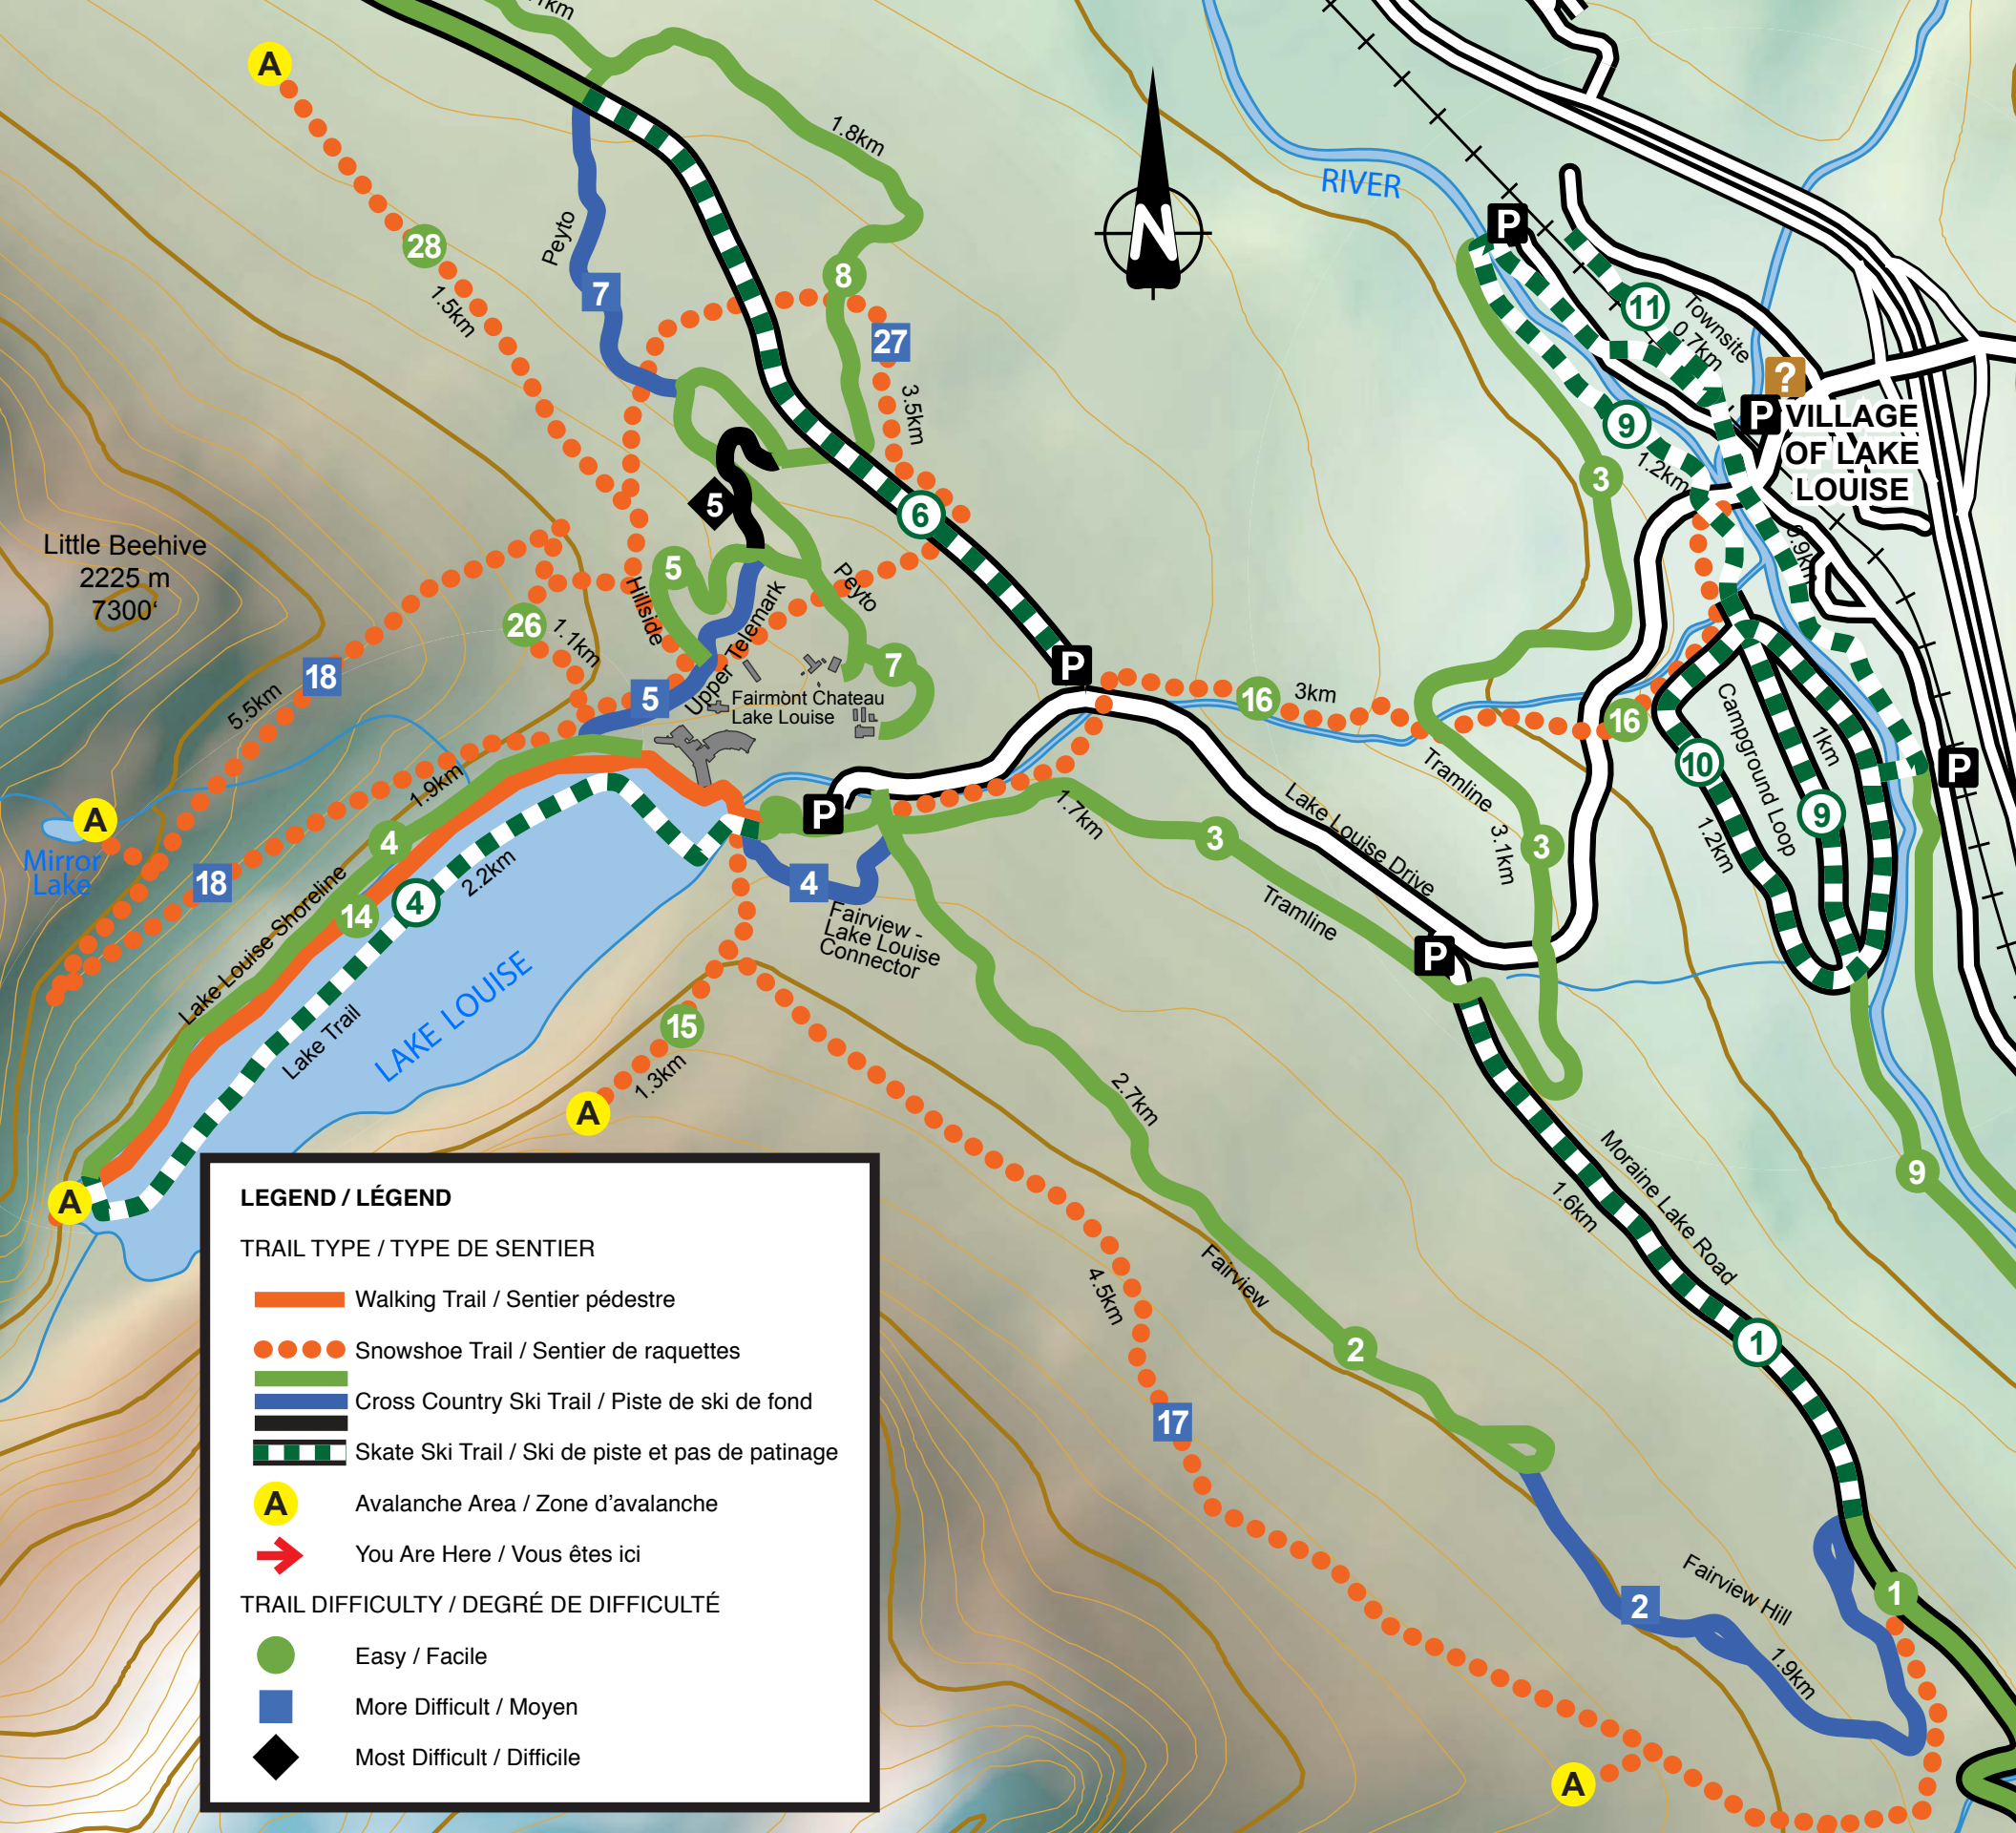 A
1.8km
RIVER
P
28
1.5km
Peyto
7
8
27
3.5km
N
11
Townsite
0.7km
?
P
VILLAGE
OF LAKE
LOUISE
9
1.2km
3
5
6
5
Hillside
Upper Telemark
Peyto
7
Little Beehive
2225 m
7300‘
26
1.1km
18
5.5km
5
Fairmont Chateau
Lake Louise
P
16
3km
16
10
Campground Loop
1km
9
1.2km
P
A
Mirror
Lake
18
1.9km
4
14
4
2.2km
Lake Louise Shoreline
Lake Trail
LAKE LOUISE
P
4
Fairview -
Lake Louise
Connector
1.7km
3
Tramline
Lake Louise Drive
Tramline
3.1km
3
P
15
1.3km
A
A
2.7km
Fairview
2
4.5km
17
Moraine Lake Road
1.6km
1
9
2
Fairview Hill
1.9km
1
A
LEGEND / LÉGEND
TRAIL TYPE / TYPE DE SENTIER
Walking Trail / Sentier pédestre
Snowshoe Trail / Sentier de raquettes
Cross Country Ski Trail / Piste de ski de fond
Skate Ski Trail / Ski de piste et pas de patinage
A Avalanche Area / Zone d’avalanche
You Are Here / Vous êtes ici
TRAIL DIFFICULTY / DEGRÉ DE DIFFICULTÉ
Easy / Facile
More Difficult / Moyen
Most Difficult / Difficile